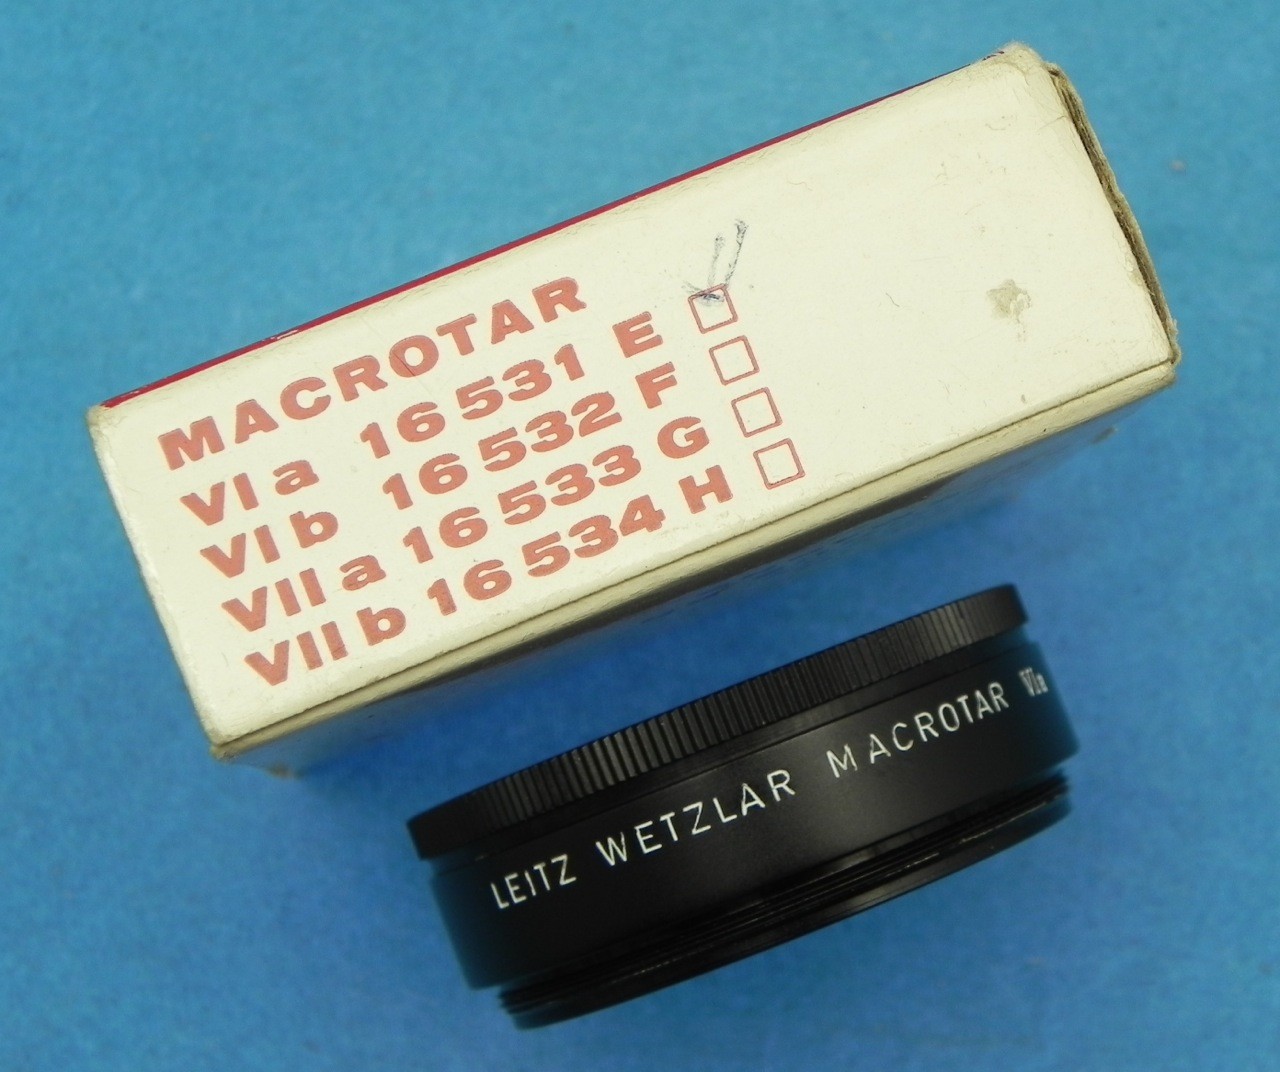 MACROTAR
VI a 16 531 E
VI b 16 532 F
VII a 16 533 G
VII b 16 534 H
LEITZ WETZLAR MACROTAR VIa